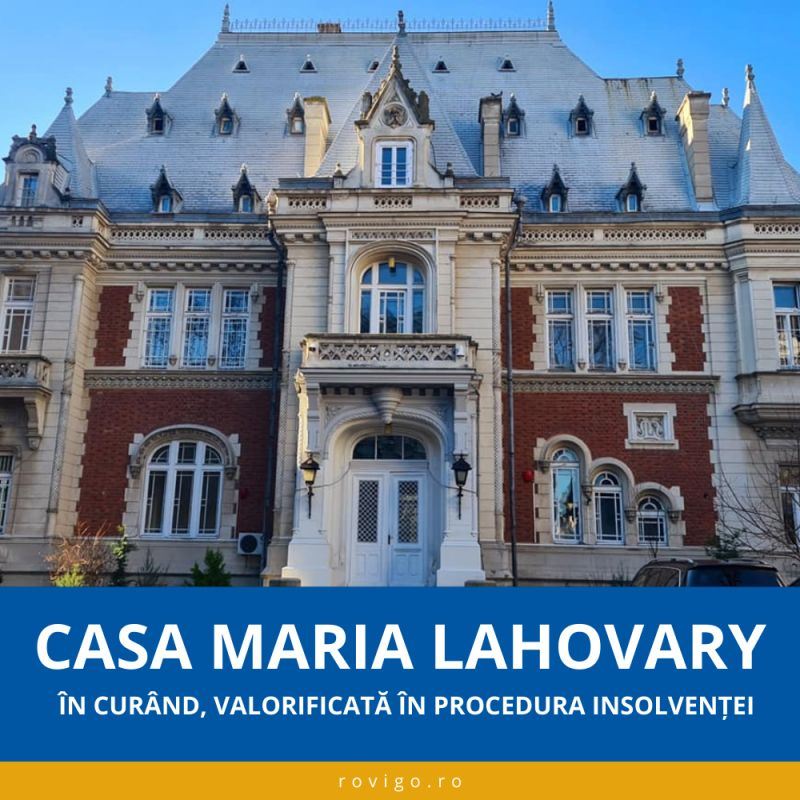 CASA MARIA LAHOVARY
ÎN CURÂND, VALORIFICATĂ ÎN PROCEDURA INSOLVENȚEI
rovigo.ro